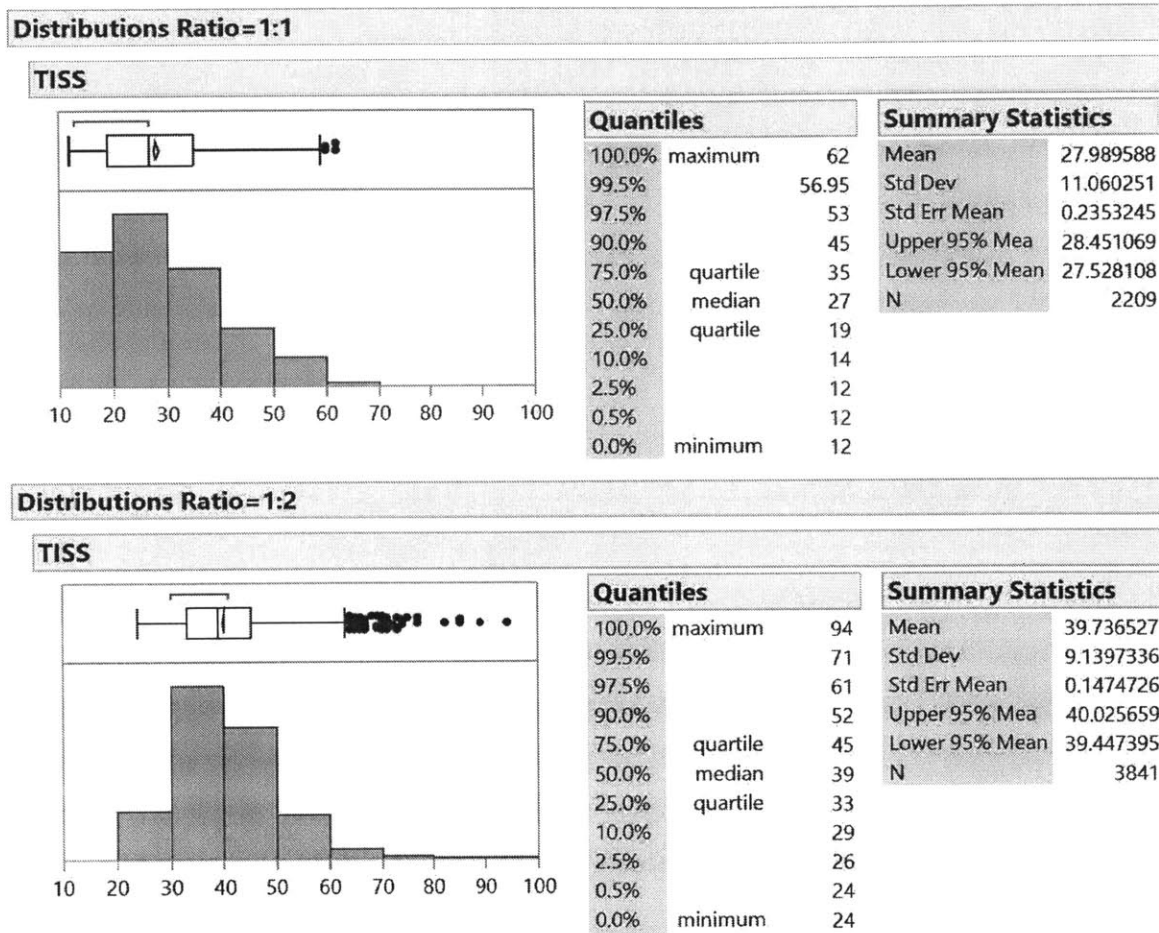 Distributions Ratio=1:1
TISS
10 20 30 40 50 60 70 80 90 100
Quantiles
100.0% maximum 62
99.5% 56.95
97.5% 53
90.0% 45
75.0% quartile 35
50.0% median 27
25.0% quartile 19
10.0% 14
2.5% 12
0.5% 12
0.0% minimum 12
Summary Statistics
Mean 27.989588
Std Dev 11.060251
Std Err Mean 0.2353245
Upper 95% Mea 28.451069
Lower 95% Mean 27.528108
N 2209
Distributions Ratio=1:2
TISS
10 20 30 40 50 60 70 80 90 100
Quantiles
100.0% maximum 94
99.5% 71
97.5% 61
90.0% 52
75.0% quartile 45
50.0% median 39
25.0% quartile 33
10.0% 29
2.5% 26
0.5% 24
0.0% minimum 24
Summary Statistics
Mean 39.736527
Std Dev 9.1397336
Std Err Mean 0.1474726
Upper 95% Mea 40.025659
Lower 95% Mean 39.447395
N 3841